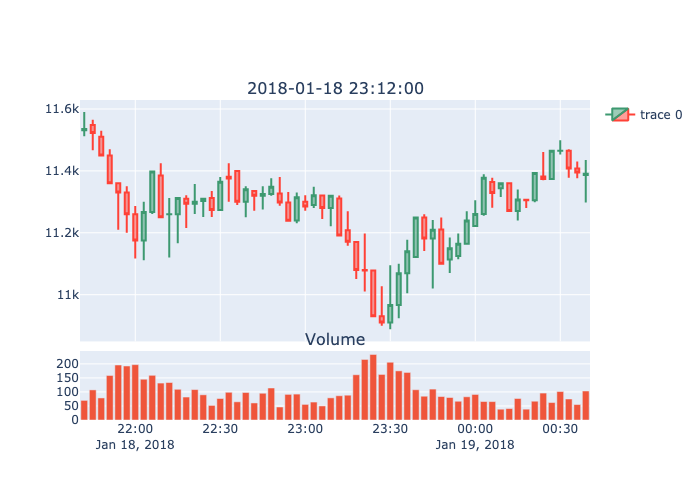 2018-01-18 23:12:00
trace 0
11.6k
11.4k
11.2k
11k
Volume
200
150
100
50
0
22:00 22:30 23:00 23:30 00:00 00:30
Jan 18, 2018 Jan 19, 2018